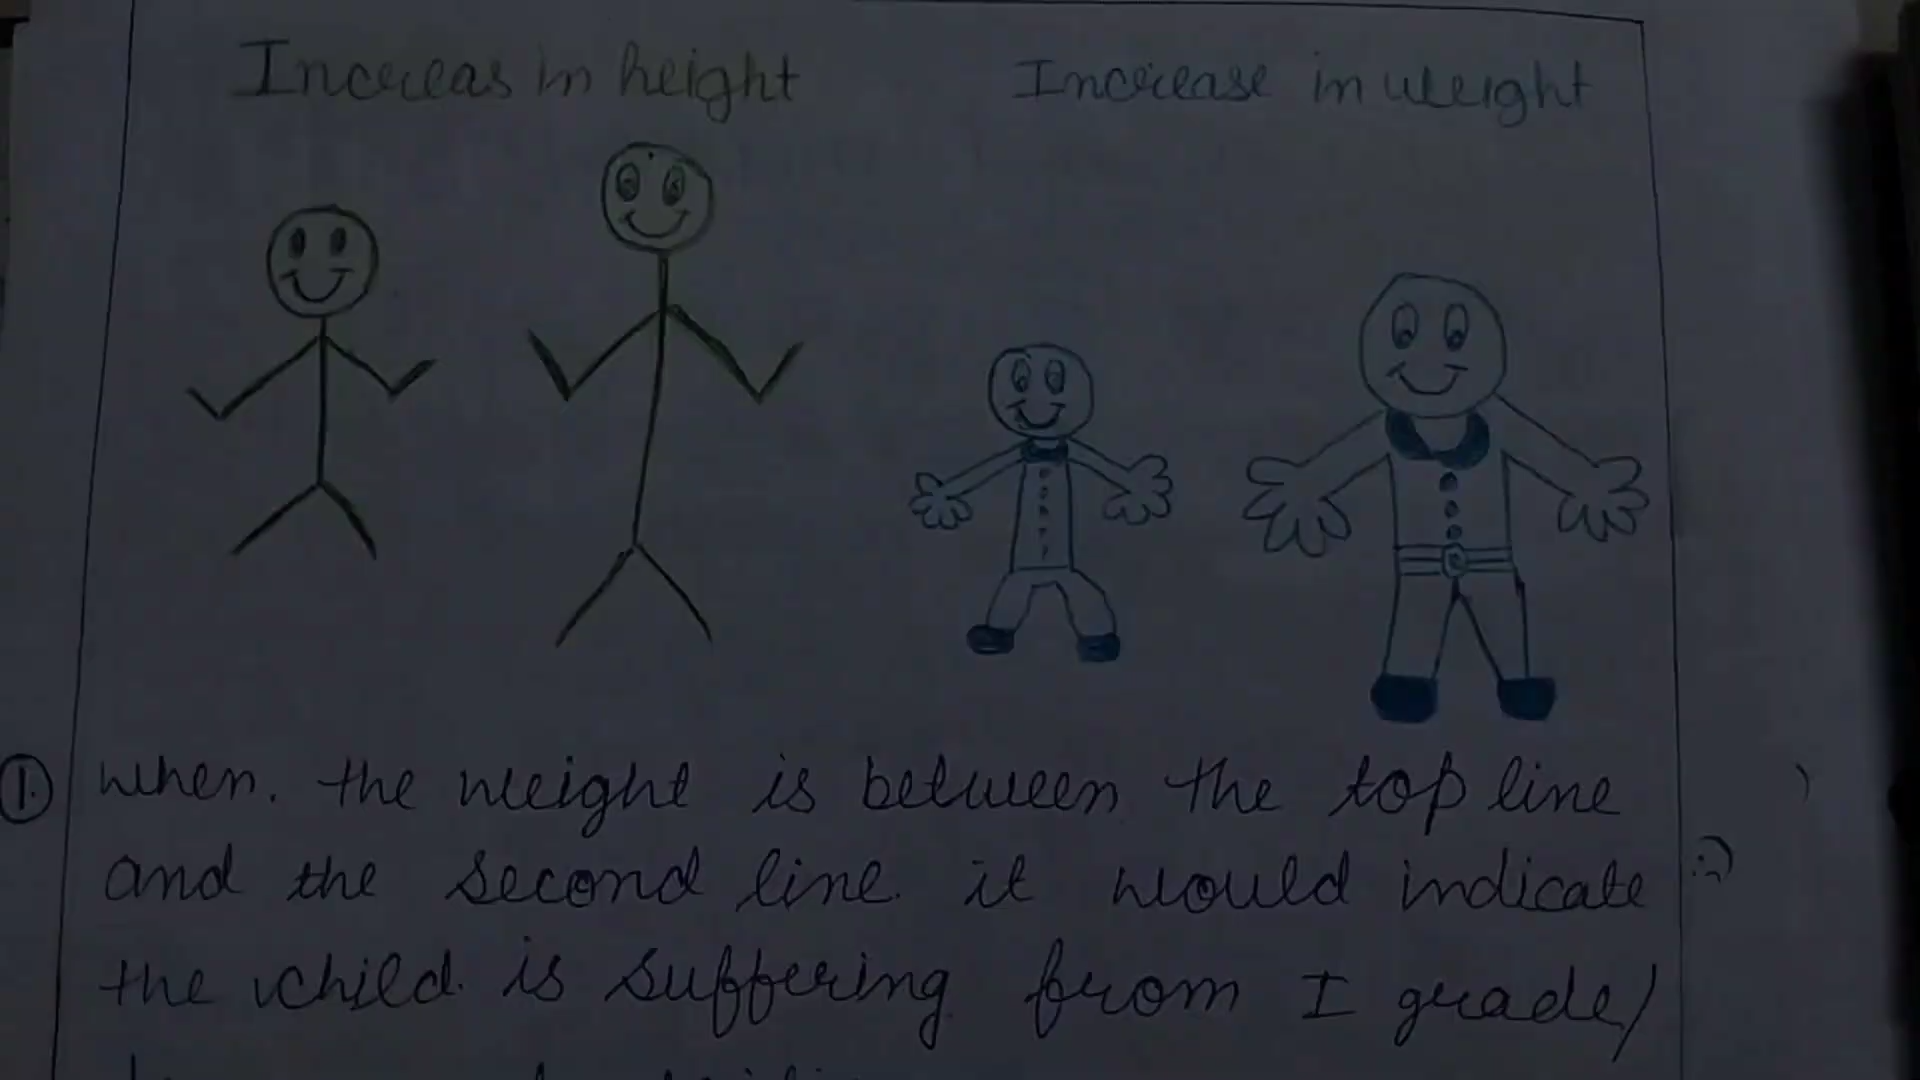 Increas in height
Increase in weight
1. when. the weight is between the top line
and the second line. it would indicate :-)
the child. is suffering from I grade/